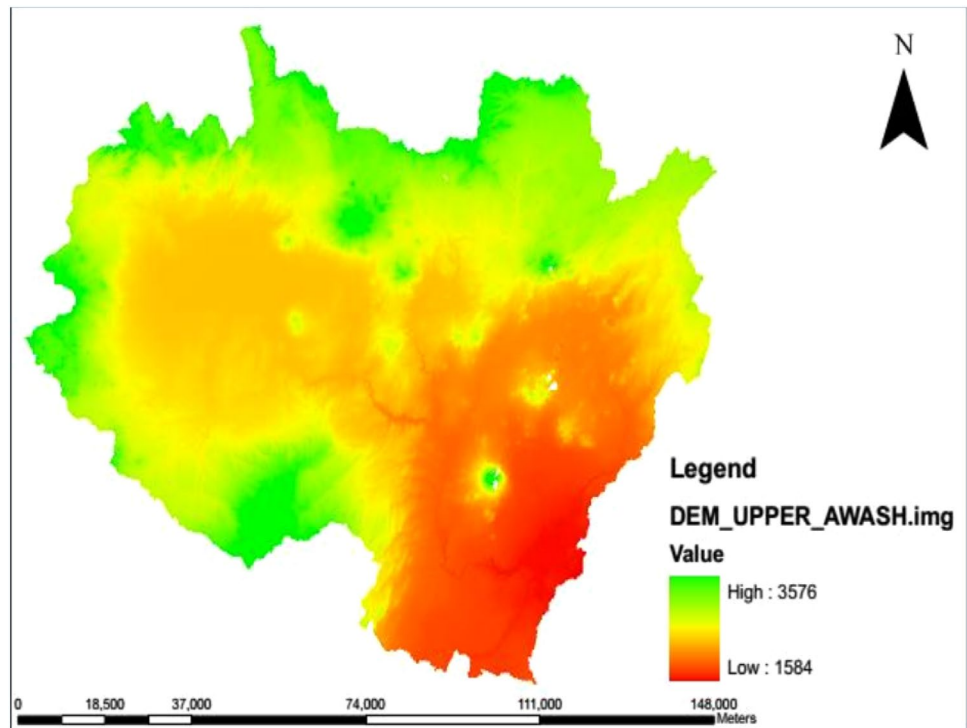 N
Legend
DEM_UPPER_AWASH.img
Value
High : 3576
Low : 1584
0 18,500 37,000 74,000 111,000 148,000
Meters